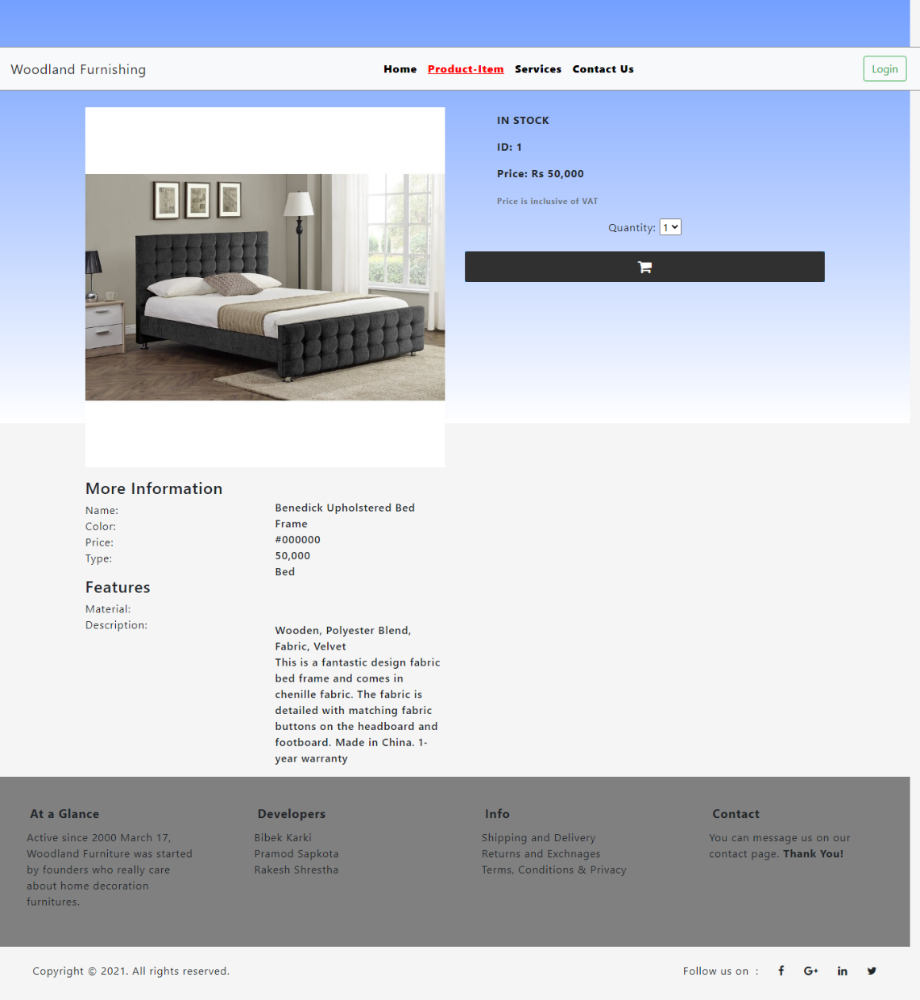 Woodland Furnishing
Home Product-Item Services Contact Us
Login
IN STOCK
ID: 1
Price: Rs 50,000
Price is inclusive of VAT
Quantity: 1
More Information
Name:
Color:
Price:
Type:
Benedick Upholstered Bed
Frame
#000000
50,000
Bed
Features
Material:
Description:
Wooden, Polyester Blend,
Fabric, Velvet
This is a fantastic design fabric
bed frame and comes in
chenille fabric. The fabric is
detailed with matching fabric
buttons on the headboard and
footboard. Made in China. 1-
year warranty
At a Glance
Active since 2000 March 17,
Woodland Furniture was started
by founders who really care
about home decoration
furnitures.
Developers
Bibek Karki
Pramod Sapkota
Rakesh Shrestha
Info
Shipping and Delivery
Returns and Exchnages
Terms, Conditions & Privacy
Contact
You can message us on our
contact page. Thank You!
Copyright © 2021. All rights reserved.
Follow us on :